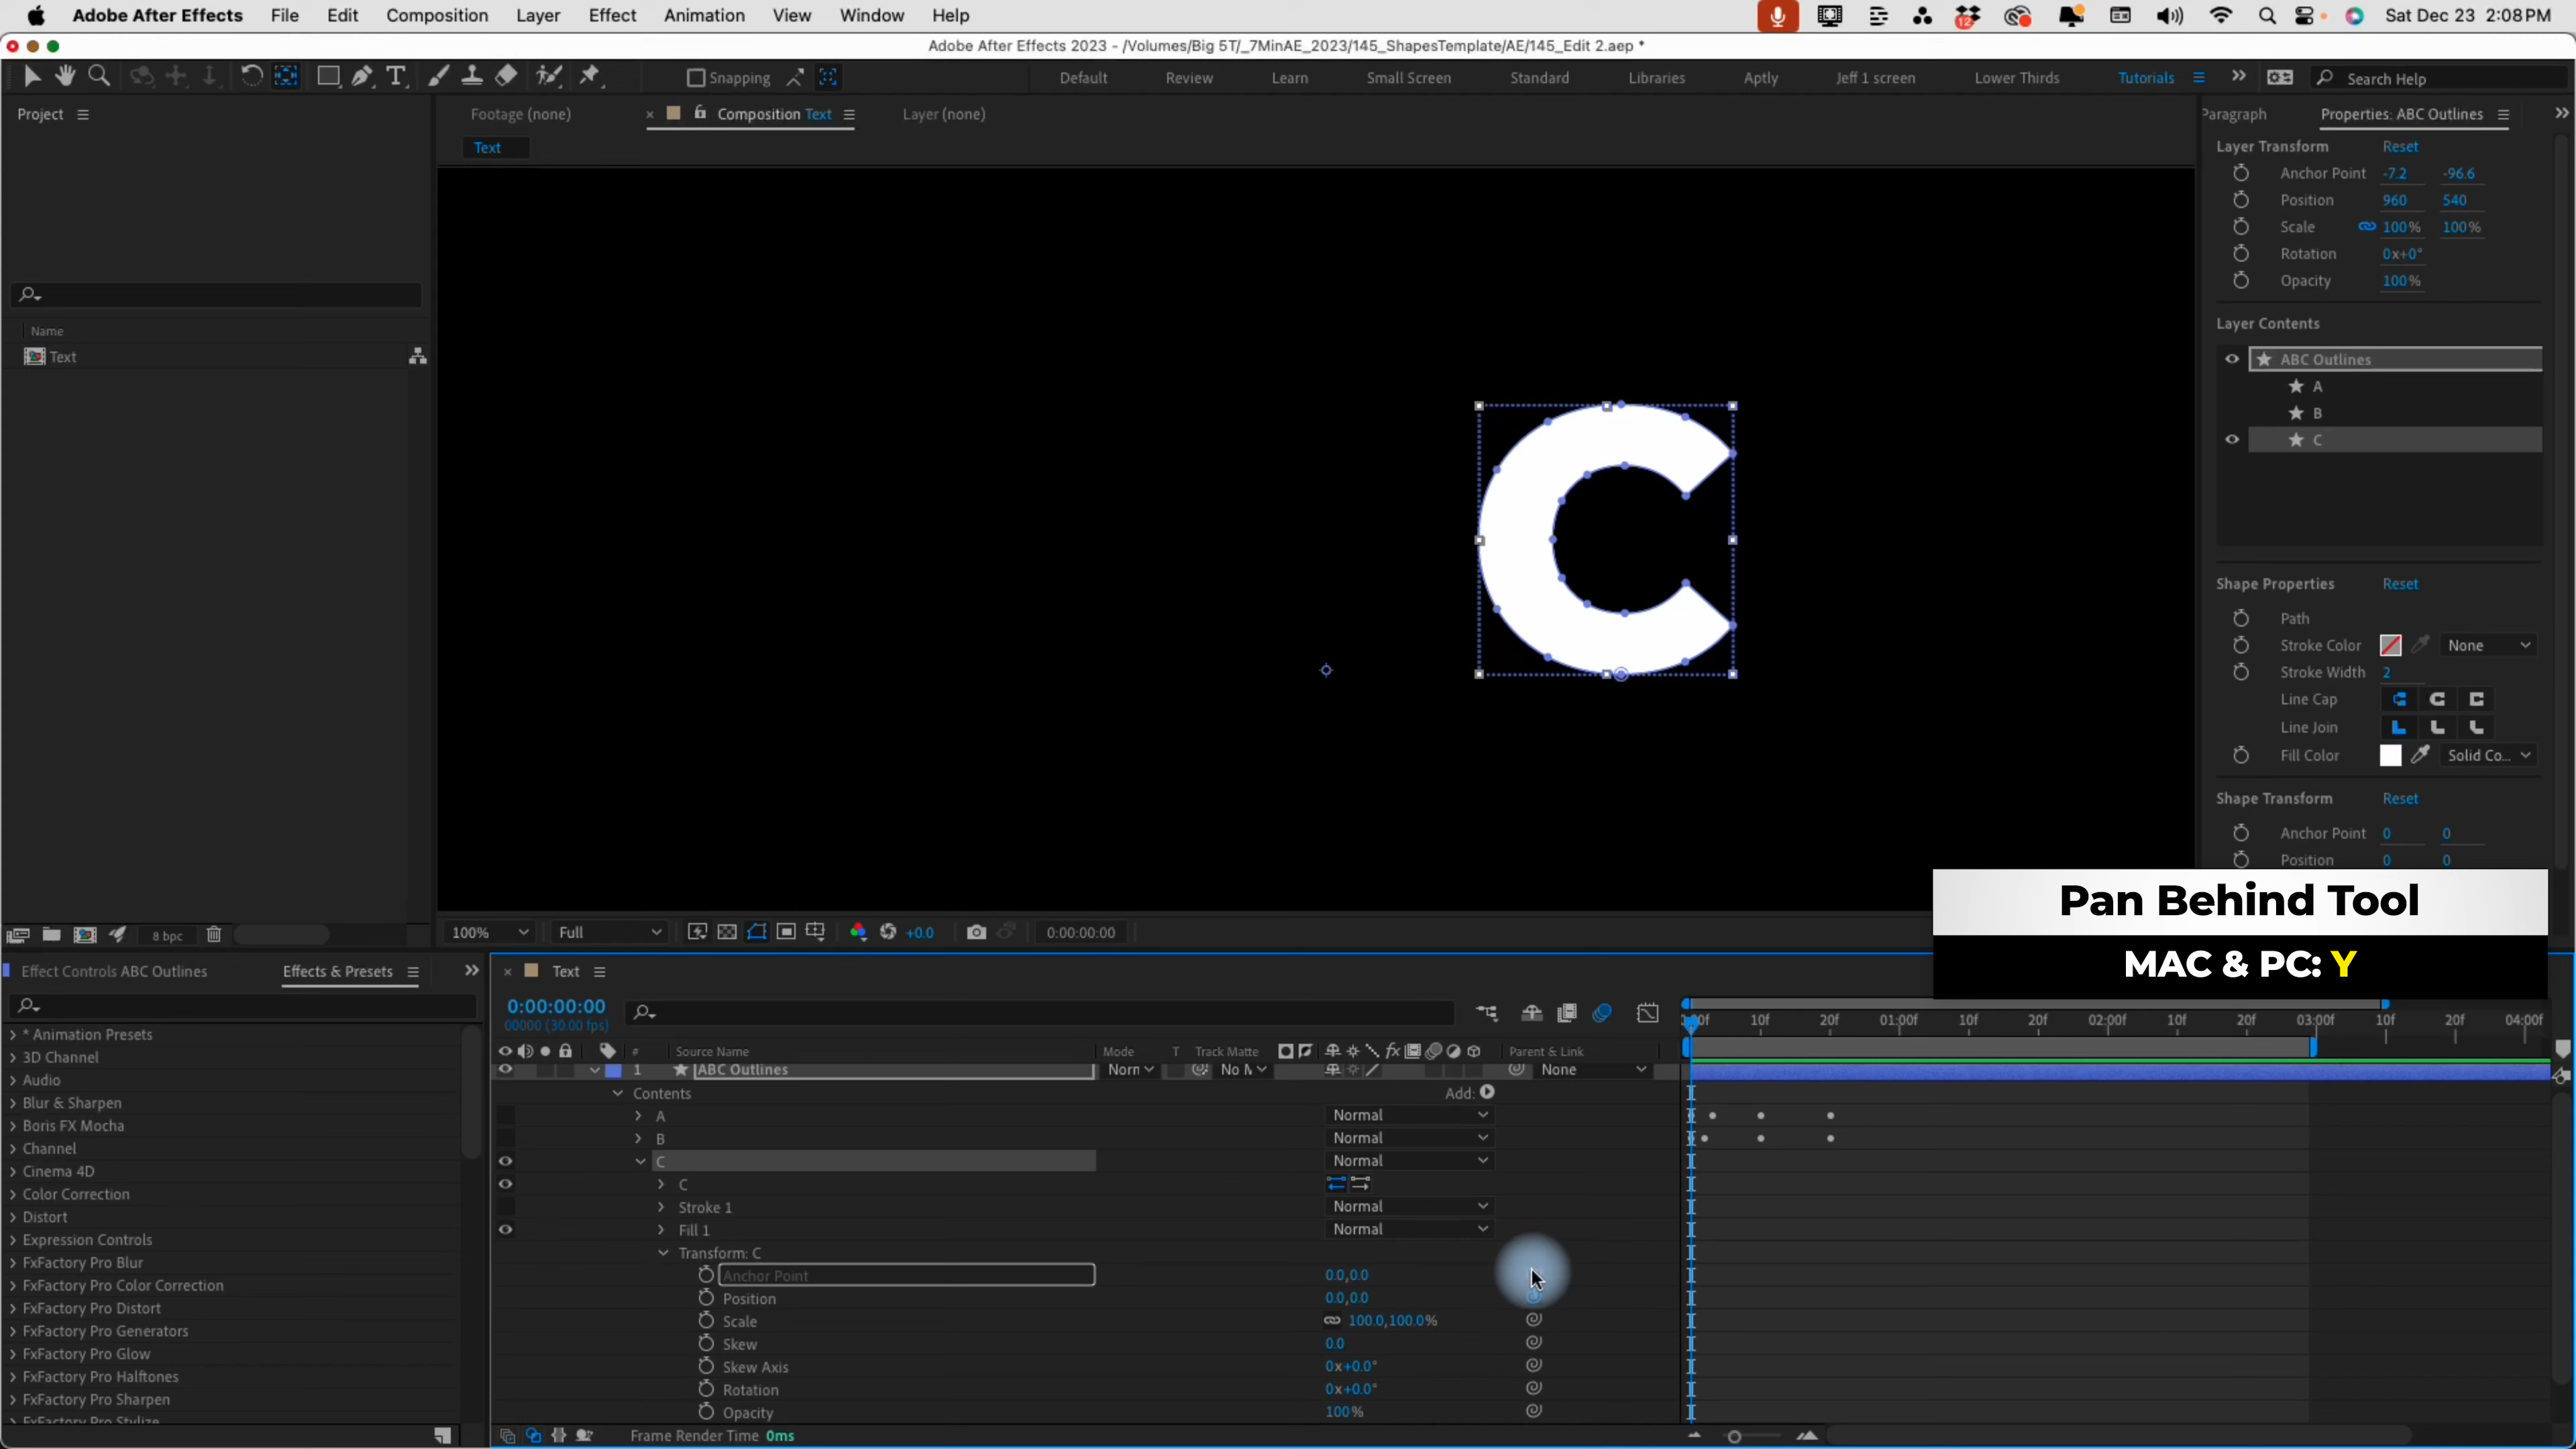 Adobe After Effects File Edit Composition Layer Effect Animation View Window Help 12 Sat Dec 23 2:08 PM
Adobe After Effects 2023 - /Volumes/Big 5T/_7MinAE_2023/145_ShapesTemplate/AE/145_Edit 2.aep *
T Snapping Default Review Learn Small Screen Standard Libraries Aptly Jeff 1 screen Lower Thirds Tutorials Search Help
Project Footage (none) Composition Text Layer (none) Paragraph Properties: ABC Outlines
Text
Layer Transform Reset
Anchor Point -7.2 -96.6
Position 960 540
Scale 100% 100%
Rotation 0x+0°
Opacity 100%
Layer Contents
Name
Text
ABC Outlines
A
B
C
C
Shape Properties Reset
Path
Stroke Color None
Stroke Width 2
Line Cap
Line Join
Fill Color Solid Co...
Shape Transform Reset
Anchor Point 0 0
Position 0 0
Pan Behind Tool
MAC & PC: Y
8 bpc 100% Full +0.0 0:00:00:00
Effect Controls ABC Outlines Effects & Presets Text
0:00:00:00
00000 (30.00 fps)
* Animation Presets
3D Channel
Audio
Blur & Sharpen
Boris FX Mocha
Channel
Cinema 4D
Color Correction
Distort
Expression Controls
FxFactory Pro Blur
FxFactory Pro Color Correction
FxFactory Pro Distort
FxFactory Pro Generators
FxFactory Pro Glow
FxFactory Pro Halftones
FxFactory Pro Sharpen
FxFactory Pro Stylize
:00f 10f 20f 01:00f 10f 20f 02:00f 10f 20f 03:00f 10f 20f 04:00f
# Source Name Mode T Track Matte fx Parent & Link
1 ABC Outlines Norm No M None
Contents Add:
A Normal
B Normal
C Normal
C
Stroke 1 Normal
Fill 1 Normal
Transform: C
Anchor Point 0.0,0.0
Position 0.0,0.0
Scale 100.0,100.0%
Skew 0.0
Skew Axis 0x+0.0°
Rotation 0x+0.0°
Opacity 100%
Frame Render Time 0ms